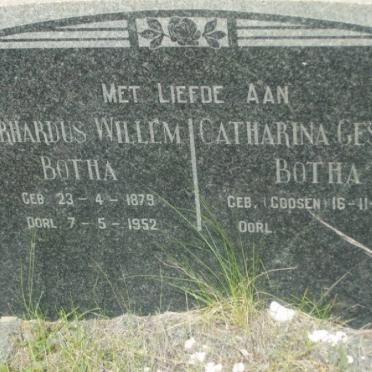 MET LIEFDE AAN
RHARDUS WILLEM
BOTHA
GEB. 23-4-1879
OORL. 7-5-1952
CATHARINA GES
BOTHA
GEB. (GOOSEN) 16-11-
OORL